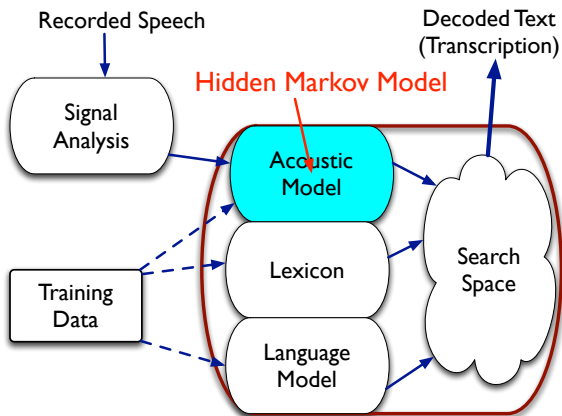 Recorded Speech
Decoded Text
(Transcription)
Hidden Markov Model
Signal
Analysis
Acoustic
Model
Lexicon
Search
Space
Training
Data
Language
Model